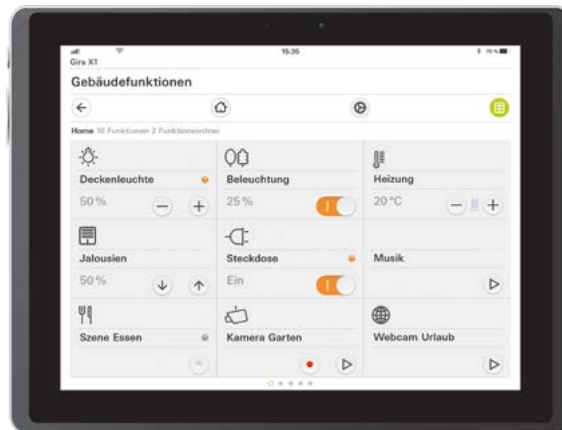 15:35
Gira X1
Gebäudefunktionen
Home 16 Funktionen 2 Funktionsordner
Deckenleuchte
50 %
Beleuchtung
25 %
Heizung
20 °C
Jalousien
50 %
Steckdose
Ein
Musik
Szene Essen
Kamera Garten
Webcam Urlaub